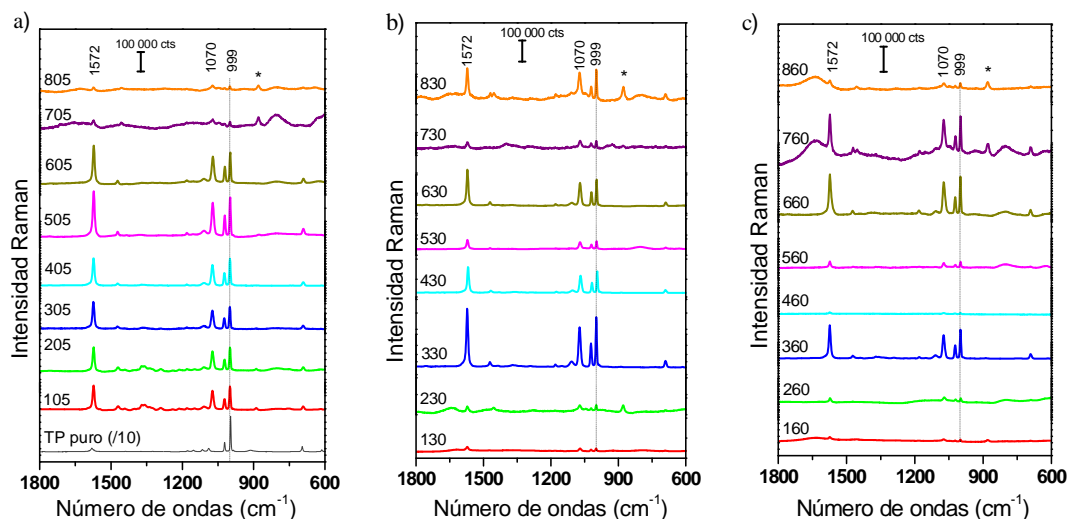 a)
Intensidad Raman
1572
100 000 cts
1070
999
*
805
705
605
505
405
305
205
105
TP puro (/10)
1800 1500 1200 900 600
Número de ondas (cm-1)
b)
Intensidad Raman
1572
100 000 cts
1070
999
*
830
730
630
530
430
330
230
130
1800 1500 1200 900 600
Número de ondas (cm-1)
c)
Intensidad Raman
1572
100 000 cts
1070
999
*
860
760
660
560
460
360
260
160
1800 1500 1200 900 600
Número de ondas (cm-1)